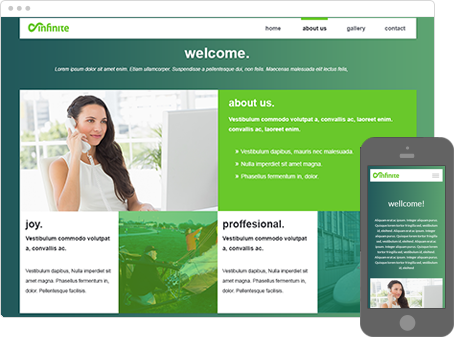 infinite
home about us gallery contact
welcome.
Lorem ipsum dolor sit amet enim. Etiam ullamcorper. Suspendisse a pellentesque dui, non felis. Maecenas malesuada elit lectus felis,
about us.
Vestibulum commodo volutpat a, convallis ac, laoreet enim.
convallis ac, laoreet enim.
» Vestibulum dapibus, mauris nec malesuada.
» Nulla imperdiet sit amet magna.
» Phasellus fermentum in, dolor.
joy.
Vestibulum commodo volutpat
a, convallis ac.
Vestibulum dapibus, Nulla imperdiet sit
amet magna. Phasellus fermentum in,
dolor. Pellentesque facilisis.
proffesional.
Vestibulum commodo volutpat
a, convallis ac.
Vestibulum dapibus, Nulla imperdiet sit
amet magna. Phasellus fermentum in,
dolor. Pellentesque facilisis.
infinite
wellcome!